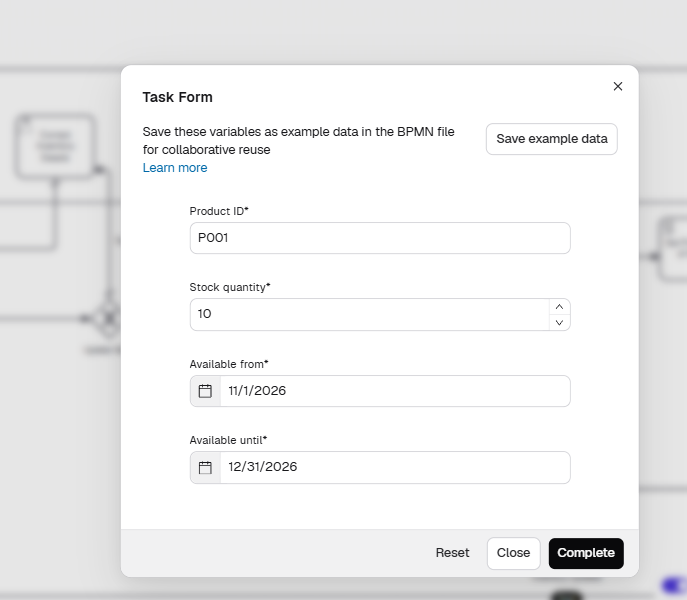 Task Form
Save these variables as example data in the BPMN file
for collaborative reuse
Learn more
Save example data
Product ID*
P001
Stock quantity*
10
Available from*
11/1/2026
Available until*
12/31/2026
Reset
Close
Complete